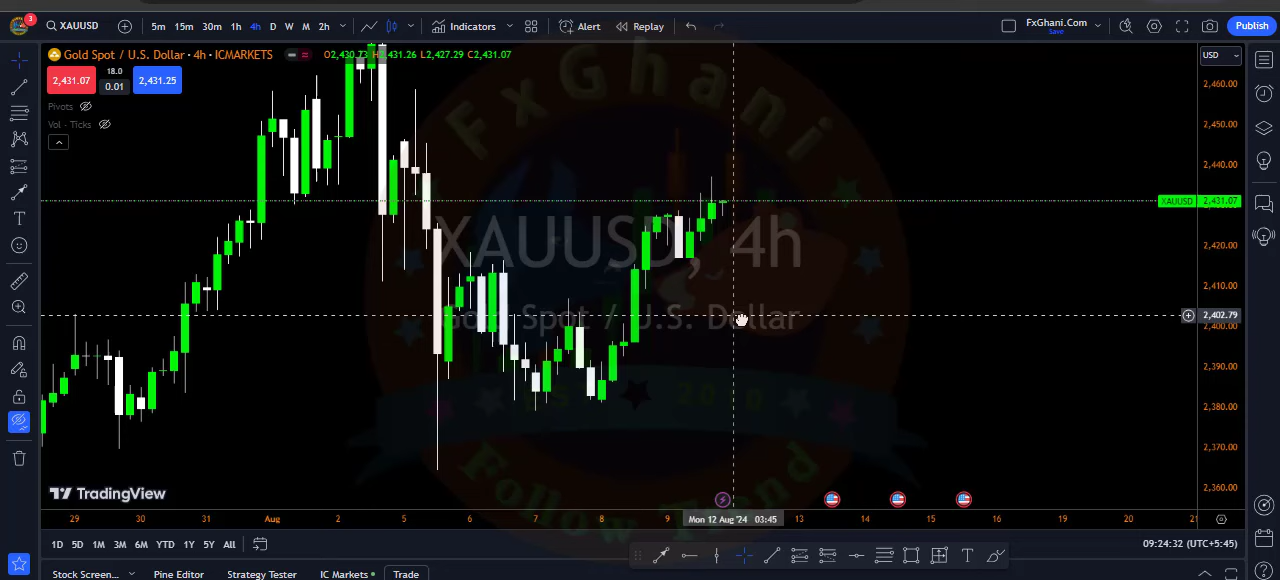 3
XAUUSD
5m 15m 30m 1h 4h D W M 2h
Indicators
Alert
Replay
FxGhani.Com
Save
Publish
Gold Spot / U.S. Dollar · 4h · ICMARKETS
O2,430.73 H2,431.26 L2,427.29 C2,431.07
USD
2,431.07
18.0
0.01
2,431.25
Pivots
Vol - Ticks
FxGhani
XAUUSD, 4h
Gold Spot / U.S. Dollar
Follow Trend
2,460.00
2,450.00
2,440.00
XAUUSD 2,431.07
2,420.00
2,410.00
2,402.79
2,400.00
2,390.00
2,380.00
2,370.00
2,360.00
TradingView
29 30 31 Aug 2 5 6 7 8 9 Mon 12 Aug '24 03:45 13 14 15 16 19 20 21
1D 5D 1M 3M 6M YTD 1Y 5Y All
09:24:32 (UTC+5:45)
Stock Screen... Pine Editor Strategy Tester IC Markets Trade